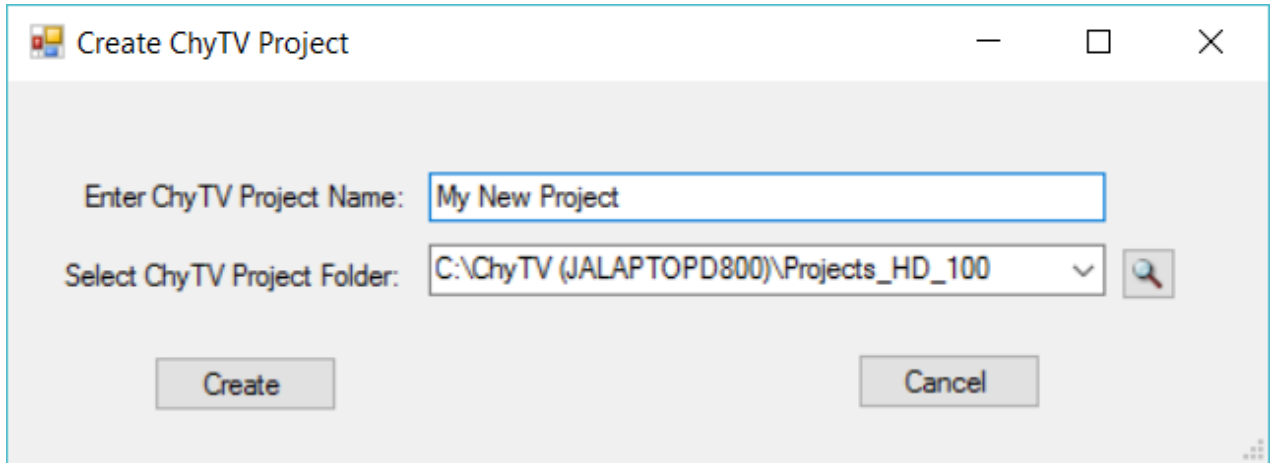 Create ChyTV Project
Enter ChyTV Project Name: My New Project
Select ChyTV Project Folder: C:\ChyTV (JALAPTOPD800)\Projects_HD_100
Create Cancel